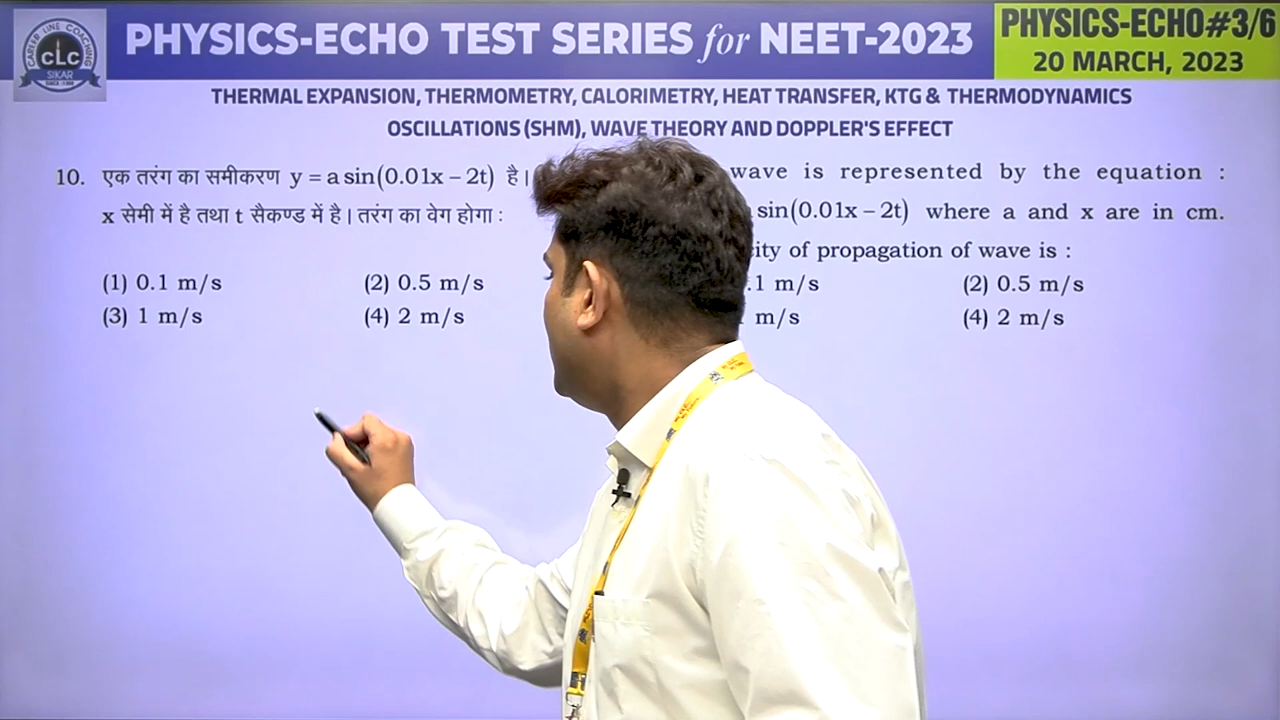 CAREER LINE COACHING
CLC
SIKAR
SINCE : 1996
PHYSICS-ECHO TEST SERIES for NEET-2023
PHYSICS-ECHO#3/6
20 MARCH, 2023
THERMAL EXPANSION, THERMOMETRY, CALORIMETRY, HEAT TRANSFER, KTG & THERMODYNAMICS
OSCILLATIONS (SHM), WAVE THEORY AND DOPPLER'S EFFECT
10. एक तरंग का समीकरण y = a sin(0.01x – 2t) है।
x सेमी में है तथा t सैकण्ड में है। तरंग का वेग होगा :
(1) 0.1 m/s (2) 0.5 m/s
(3) 1 m/s (4) 2 m/s
wave is represented by the equation :
sin(0.01x – 2t) where a and x are in cm.
city of propagation of wave is :
.1 m/s (2) 0.5 m/s
m/s (4) 2 m/s